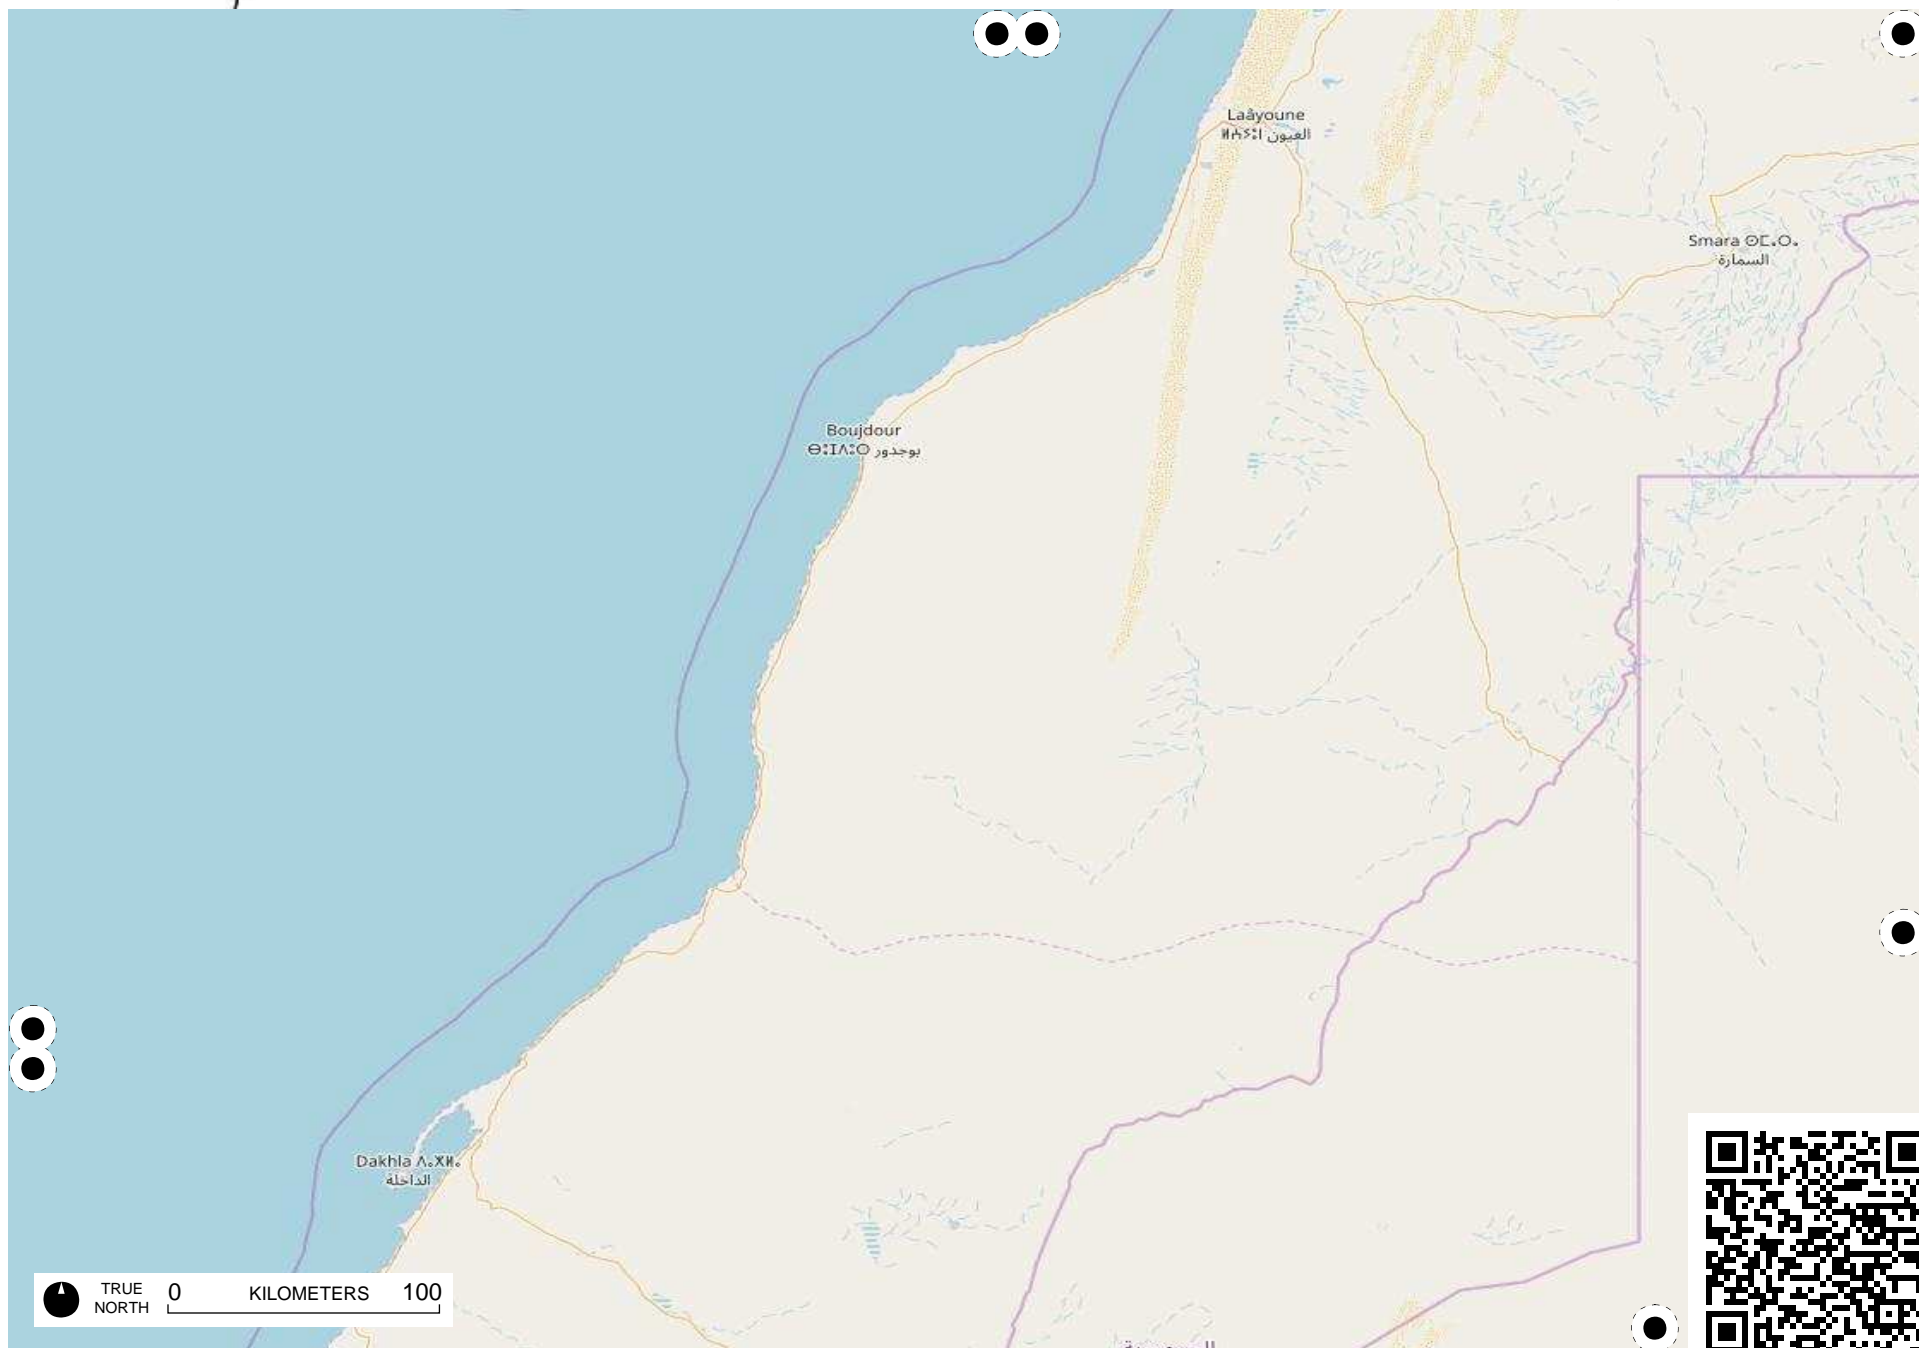 Laâyoune
ⵍⵄⵢⵓⵏ العيون
Smara ⵙⵎⴰⵔⴰ
السمارة
Boujdour
ⴱⵓⵊⴷⵓⵔ بوجدور
Dakhla ⴷⴰⵅⵍⴰ
الداخلة
TRUE NORTH
0 KILOMETERS 100